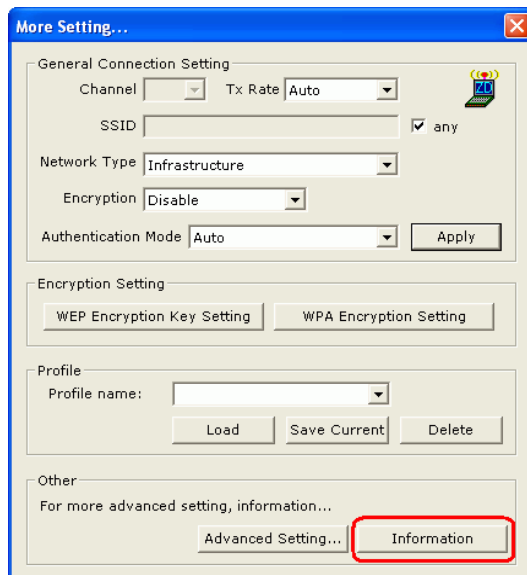 More Setting...
General Connection Setting
Channel Tx Rate Auto
SSID any
Network Type Infrastructure
Encryption Disable
Authentication Mode Auto Apply
Encryption Setting
WEP Encryption Key Setting WPA Encryption Setting
Profile
Profile name:
Load Save Current Delete
Other
For more advanced setting, information...
Advanced Setting... Information